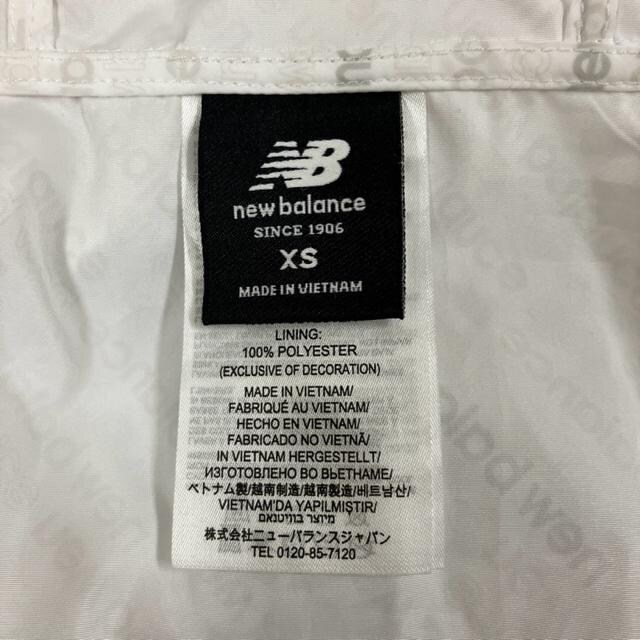 NB
new balance
SINCE 1906
XS
MADE IN VIETNAM
LINING:
100% POLYESTER
(EXCLUSIVE OF DECORATION)
MADE IN VIETNAM/
FABRIQUÉ AU VIETNAM/
HECHO EN VIETNAM/
FABRICADO NO VIETNÃ/
IN VIETNAM HERGESTELLT/
ИЗГОТОВЛЕНО ВО ВЬЕТНАМЕ/
ベトナム製/越南制造/越南製造/베트남산/
VIETNAM'DA YAPILMIŞTIR/
מיוצר בוויטנאם
株式会社ニューバランスジャパン
TEL 0120-85-7120